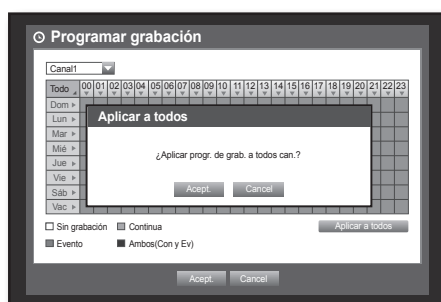 Programar grabación
Canal1
Todo 00 01 02 03 04 05 06 07 08 09 10 11 12 13 14 15 16 17 18 19 20 21 22 23
Dom
Lun
Mar
Mié
Jue
Vie
Sáb
Vac
Aplicar a todos
¿Aplicar progr. de grab. a todos can.?
Acept. Cancel
Sin grabación Continua Aplicar a todos
Evento Ambos(Con y Ev)
Acept. Cancel